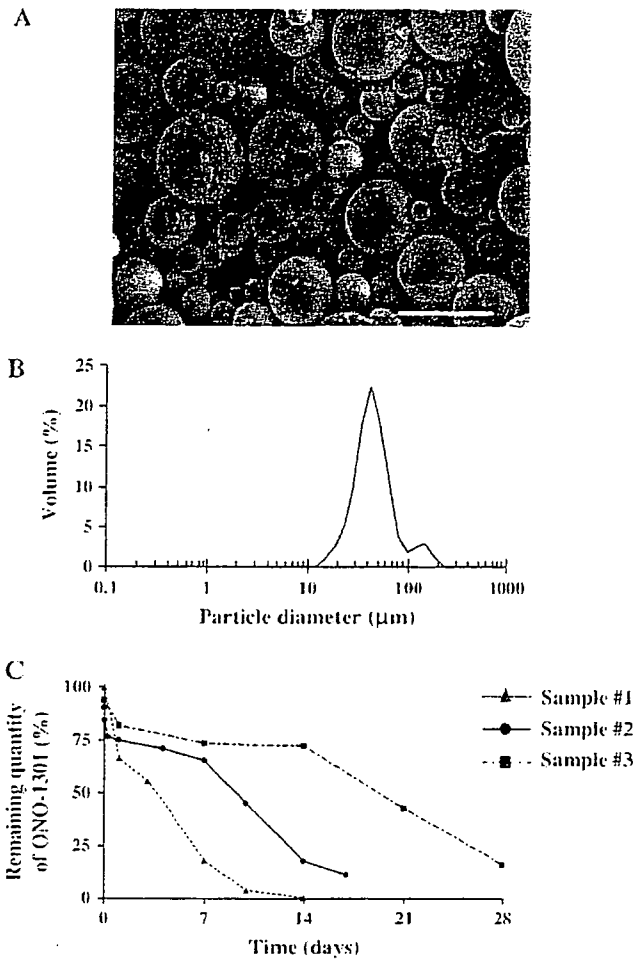 A
B
25
20
15
10
5
0
Volume (%)
0.1 1 10 100 1000
Particle diameter (μm)
C
100
75
50
25
0
Remaining quantity
of ONO-1301 (%)
0 7 14 21 28
Time (days)
Sample #1
Sample #2
Sample #3